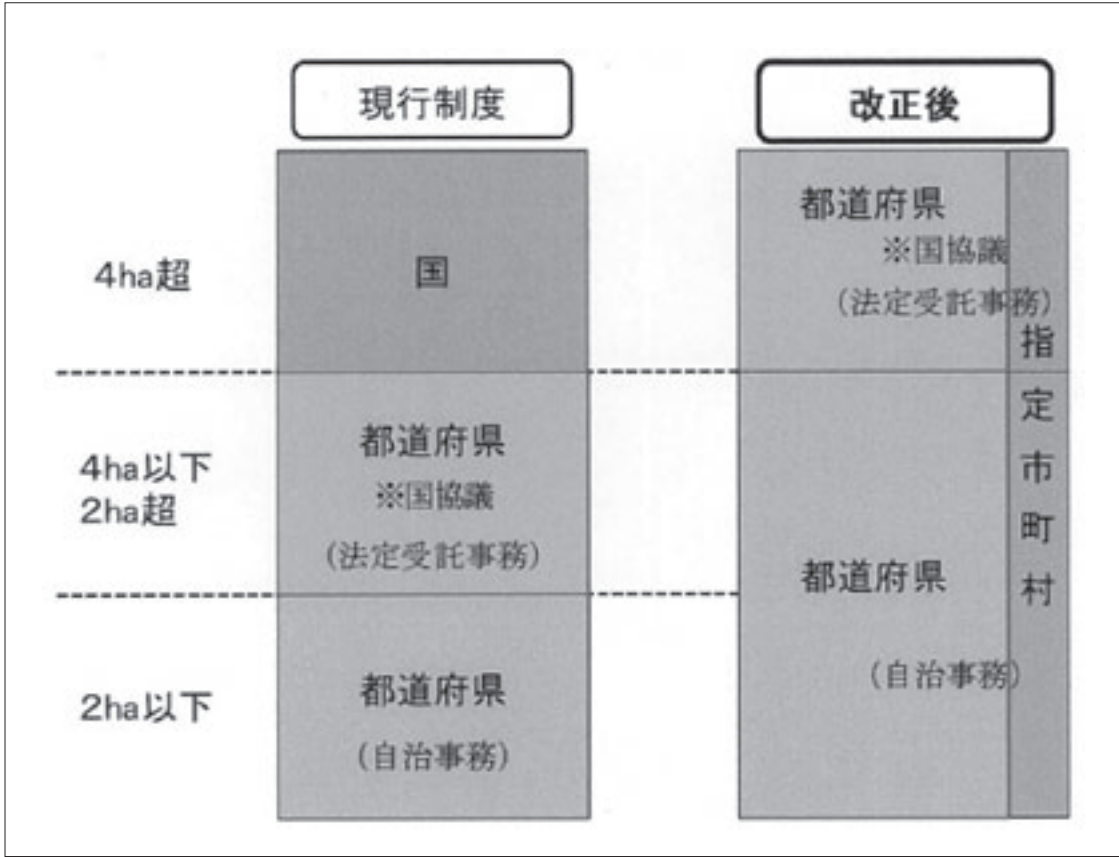 現行制度
改正後
4ha超
国
都道府県
※国協議
(法定受託事務)
4ha以下
2ha超
都道府県
※国協議
(法定受託事務)
2ha以下
都道府県
(自治事務)
都道府県
(自治事務)
指定市町村